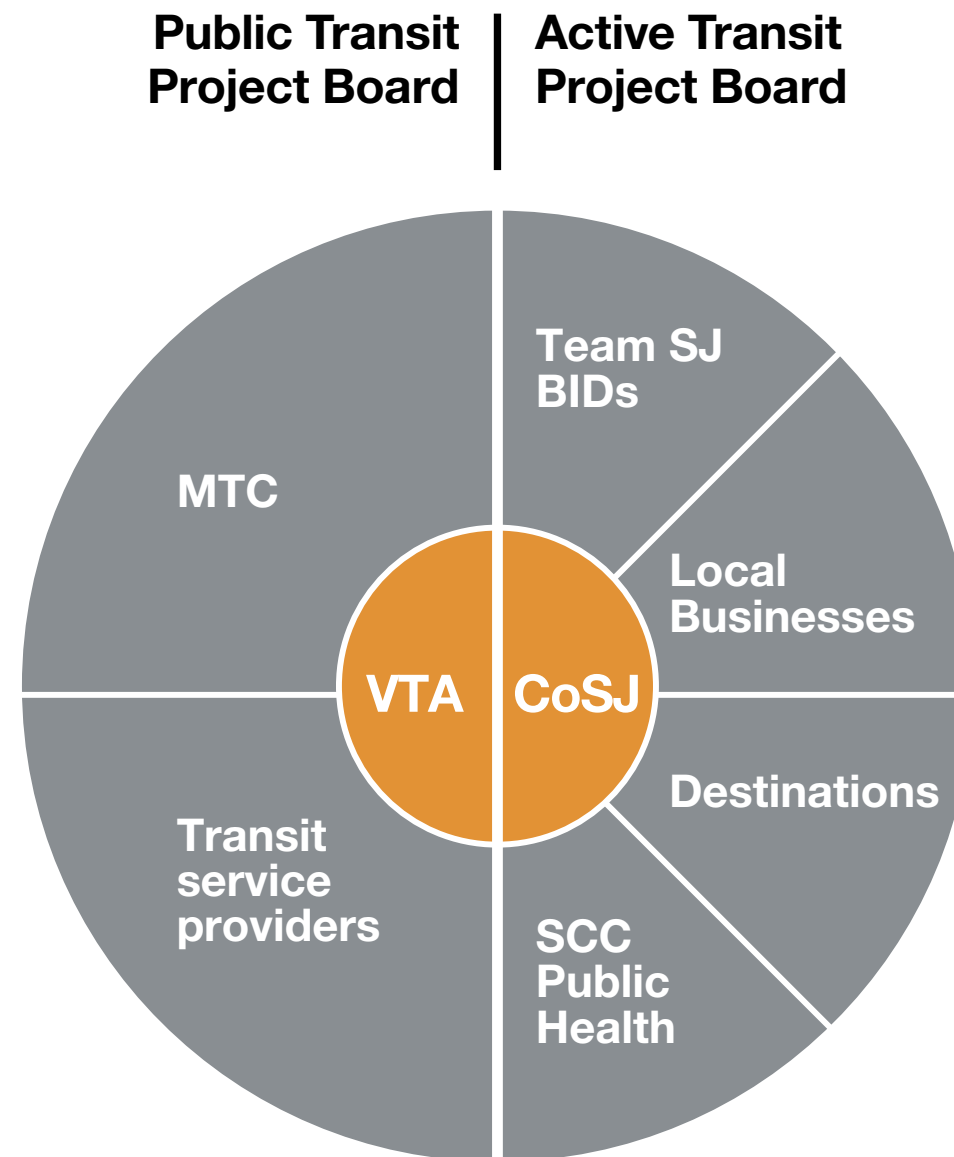 Public Transit
Project Board
Active Transit
Project Board
Team SJ
BIDs
MTC
Local
Businesses
VTA
CoSJ
Destinations
Transit
service
providers
SCC
Public
Health